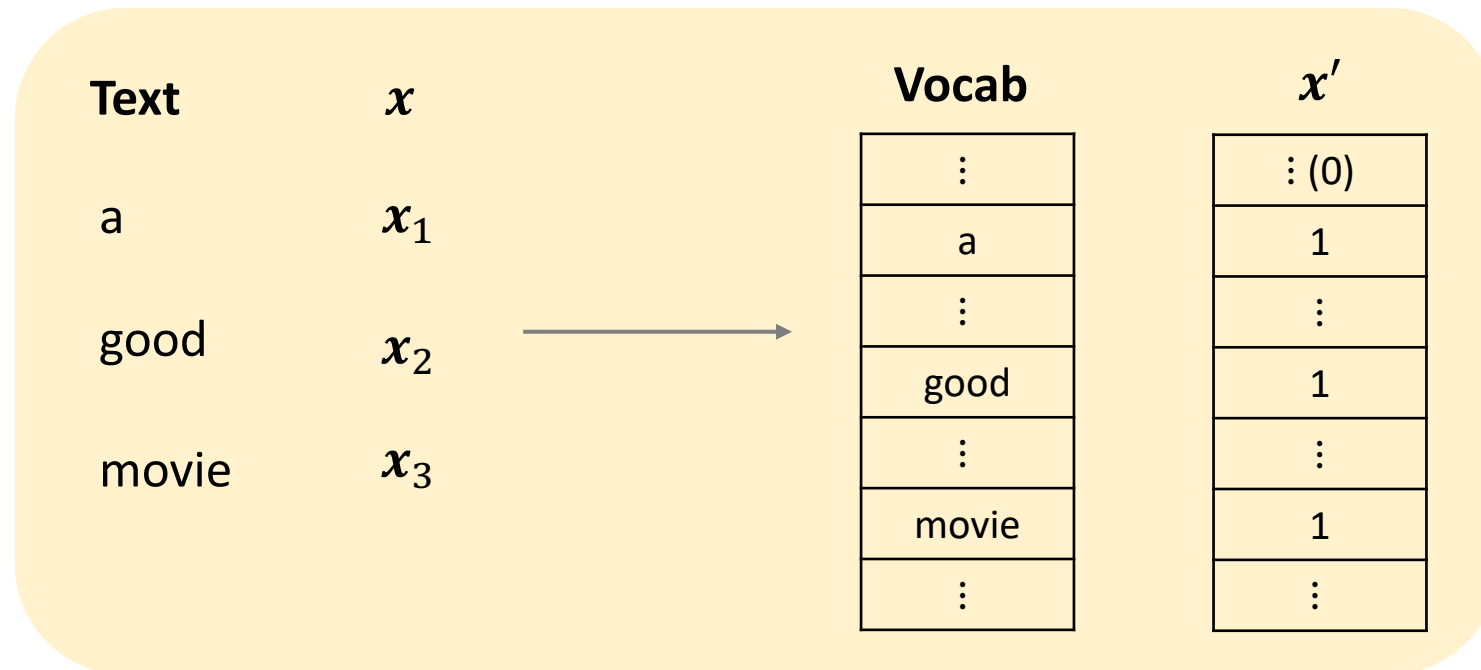 Text x Vocab x′
⋮ ⋮ (0)
a x₁ a 1
⋮ ⋮
good x₂ good 1
⋮ ⋮
movie x₃ movie 1
⋮ ⋮